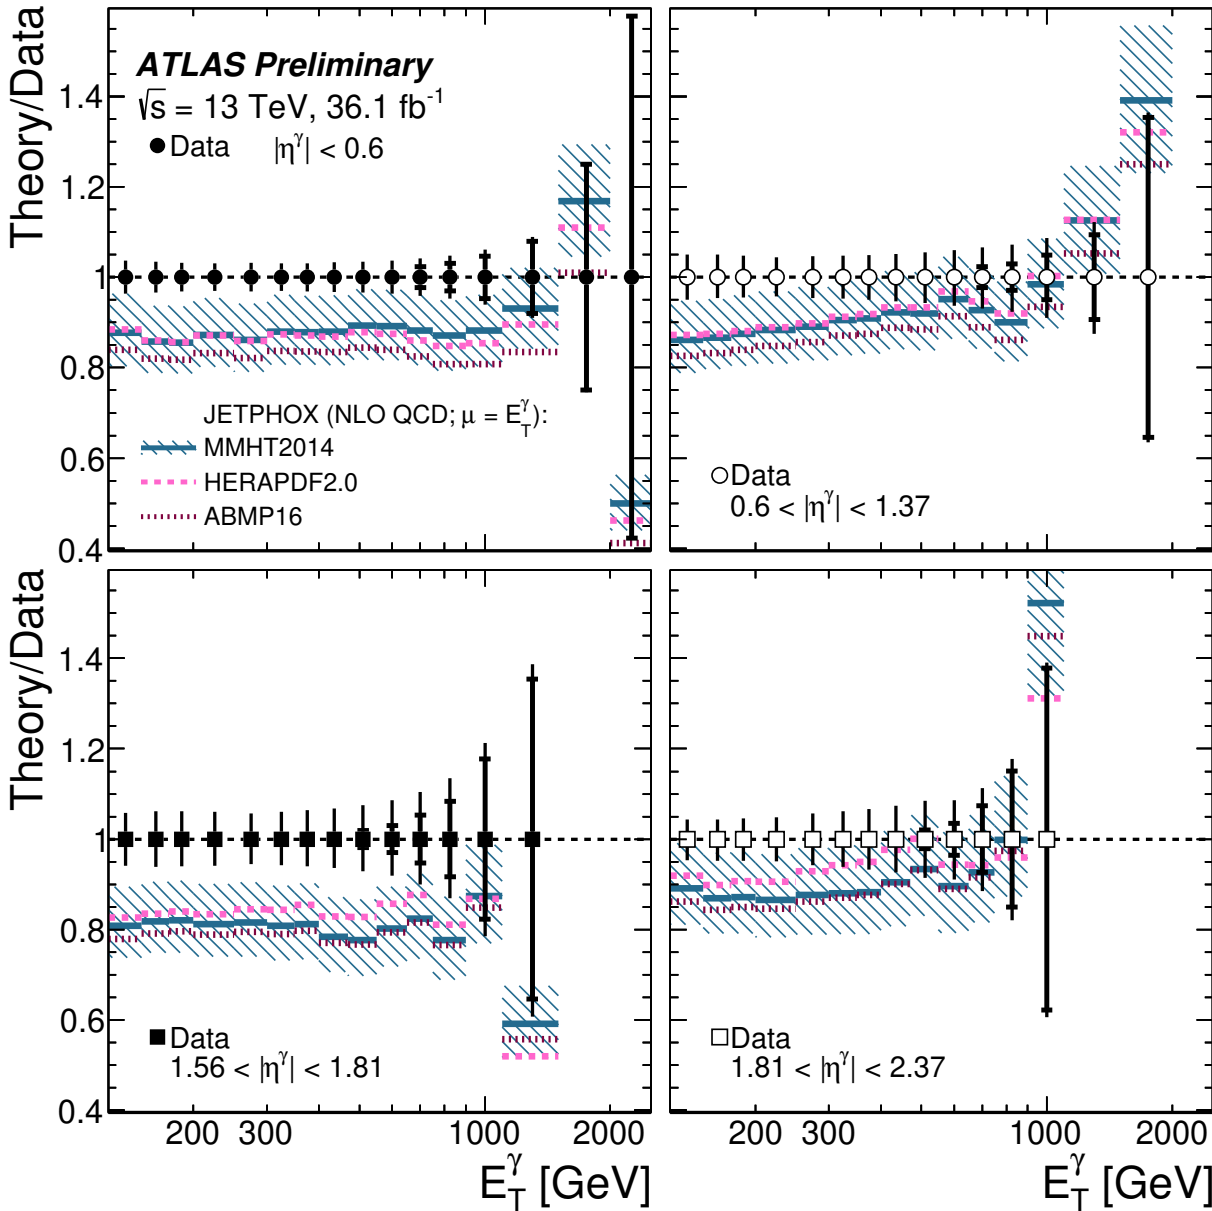 ATLAS Preliminary
√s = 13 TeV, 36.1 fb⁻¹
Data |η^γ| < 0.6
Theory/Data
1.4
1.2
1
0.8
0.6
0.4
JETPHOX (NLO QCD; μ = E_T^γ):
MMHT2014
HERAPDF2.0
ABMP16
Data
0.6 < |η^γ| < 1.37
Theory/Data
1.4
1.2
1
0.8
0.6
0.4
Data
1.56 < |η^γ| < 1.81
Data
1.81 < |η^γ| < 2.37
200 300 1000 2000
200 300 1000 2000
E_T^γ [GeV]
E_T^γ [GeV]